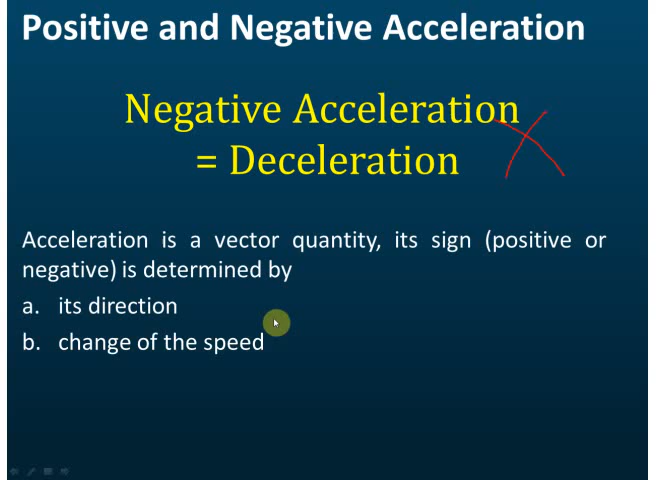 Positive and Negative Acceleration
Negative Acceleration
= Deceleration
Acceleration is a vector quantity, its sign (positive or
negative) is determined by
a. its direction
b. change of the speed